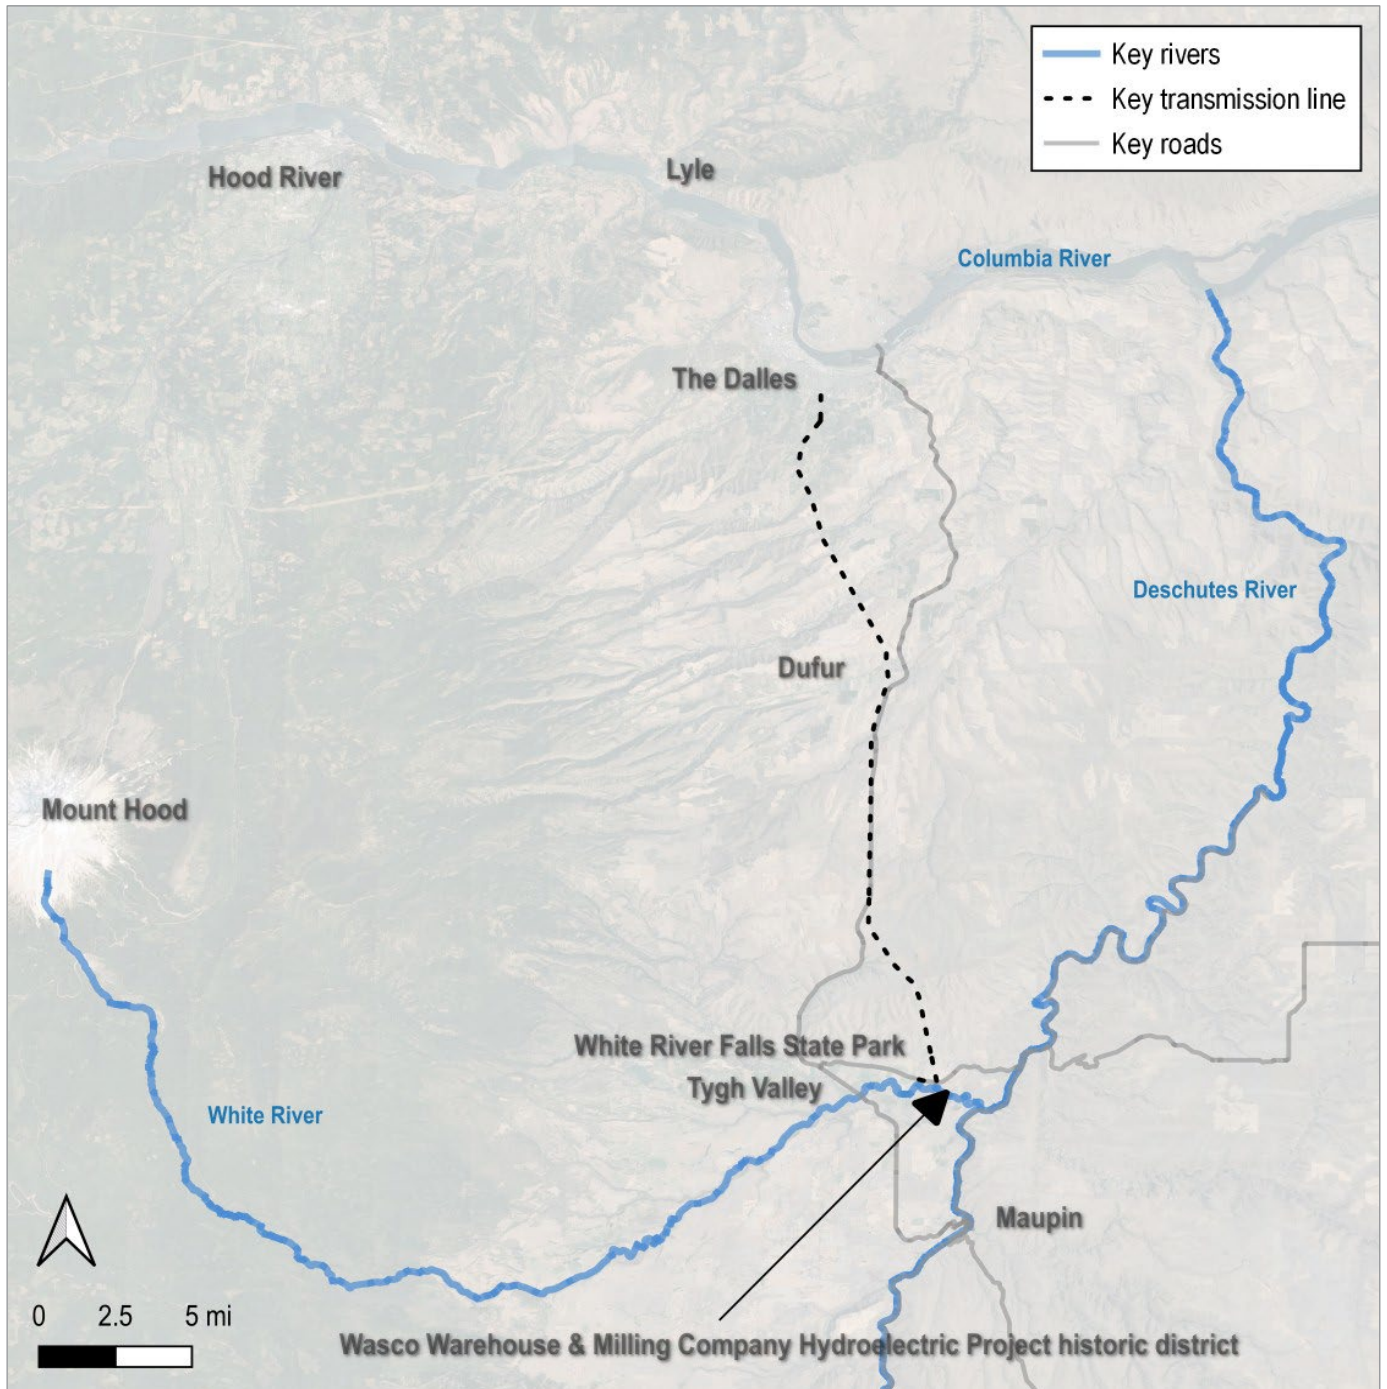 Key rivers
Key transmission line
Key roads
Lyle
Hood River
Columbia River
The Dalles
Deschutes River
Dufur
Mount Hood
White River Falls State Park
Tygh Valley
White River
Maupin
0 2.5 5 mi
Wasco Warehouse & Milling Company Hydroelectric Project historic district